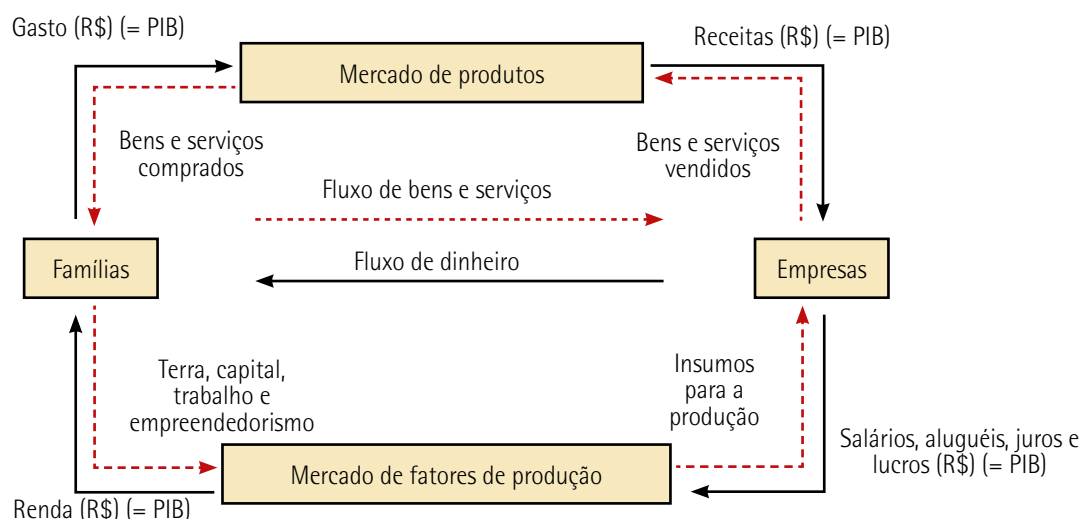 Gasto (R$) (= PIB)
Receitas (R$) (= PIB)
Mercado de produtos
Bens e serviços
comprados
Bens e serviços
vendidos
Fluxo de bens e serviços
Famílias
Fluxo de dinheiro
Empresas
Terra, capital,
trabalho e
empreendedorismo
Insumos
para a
produção
Salários, aluguéis, juros e
lucros (R$) (= PIB)
Mercado de fatores de produção
Renda (R$) (= PIB)